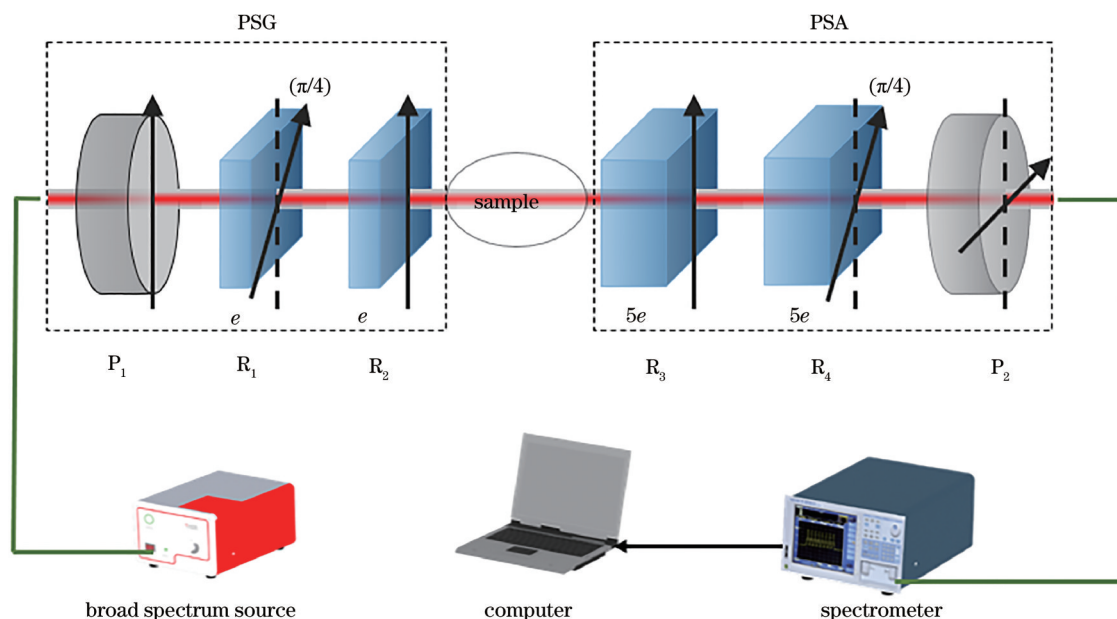 PSG
PSA
(π/4)
(π/4)
sample
e
e
5e
5e
P₁
R₁
R₂
R₃
R₄
P₂
broad spectrum source
computer
spectrometer